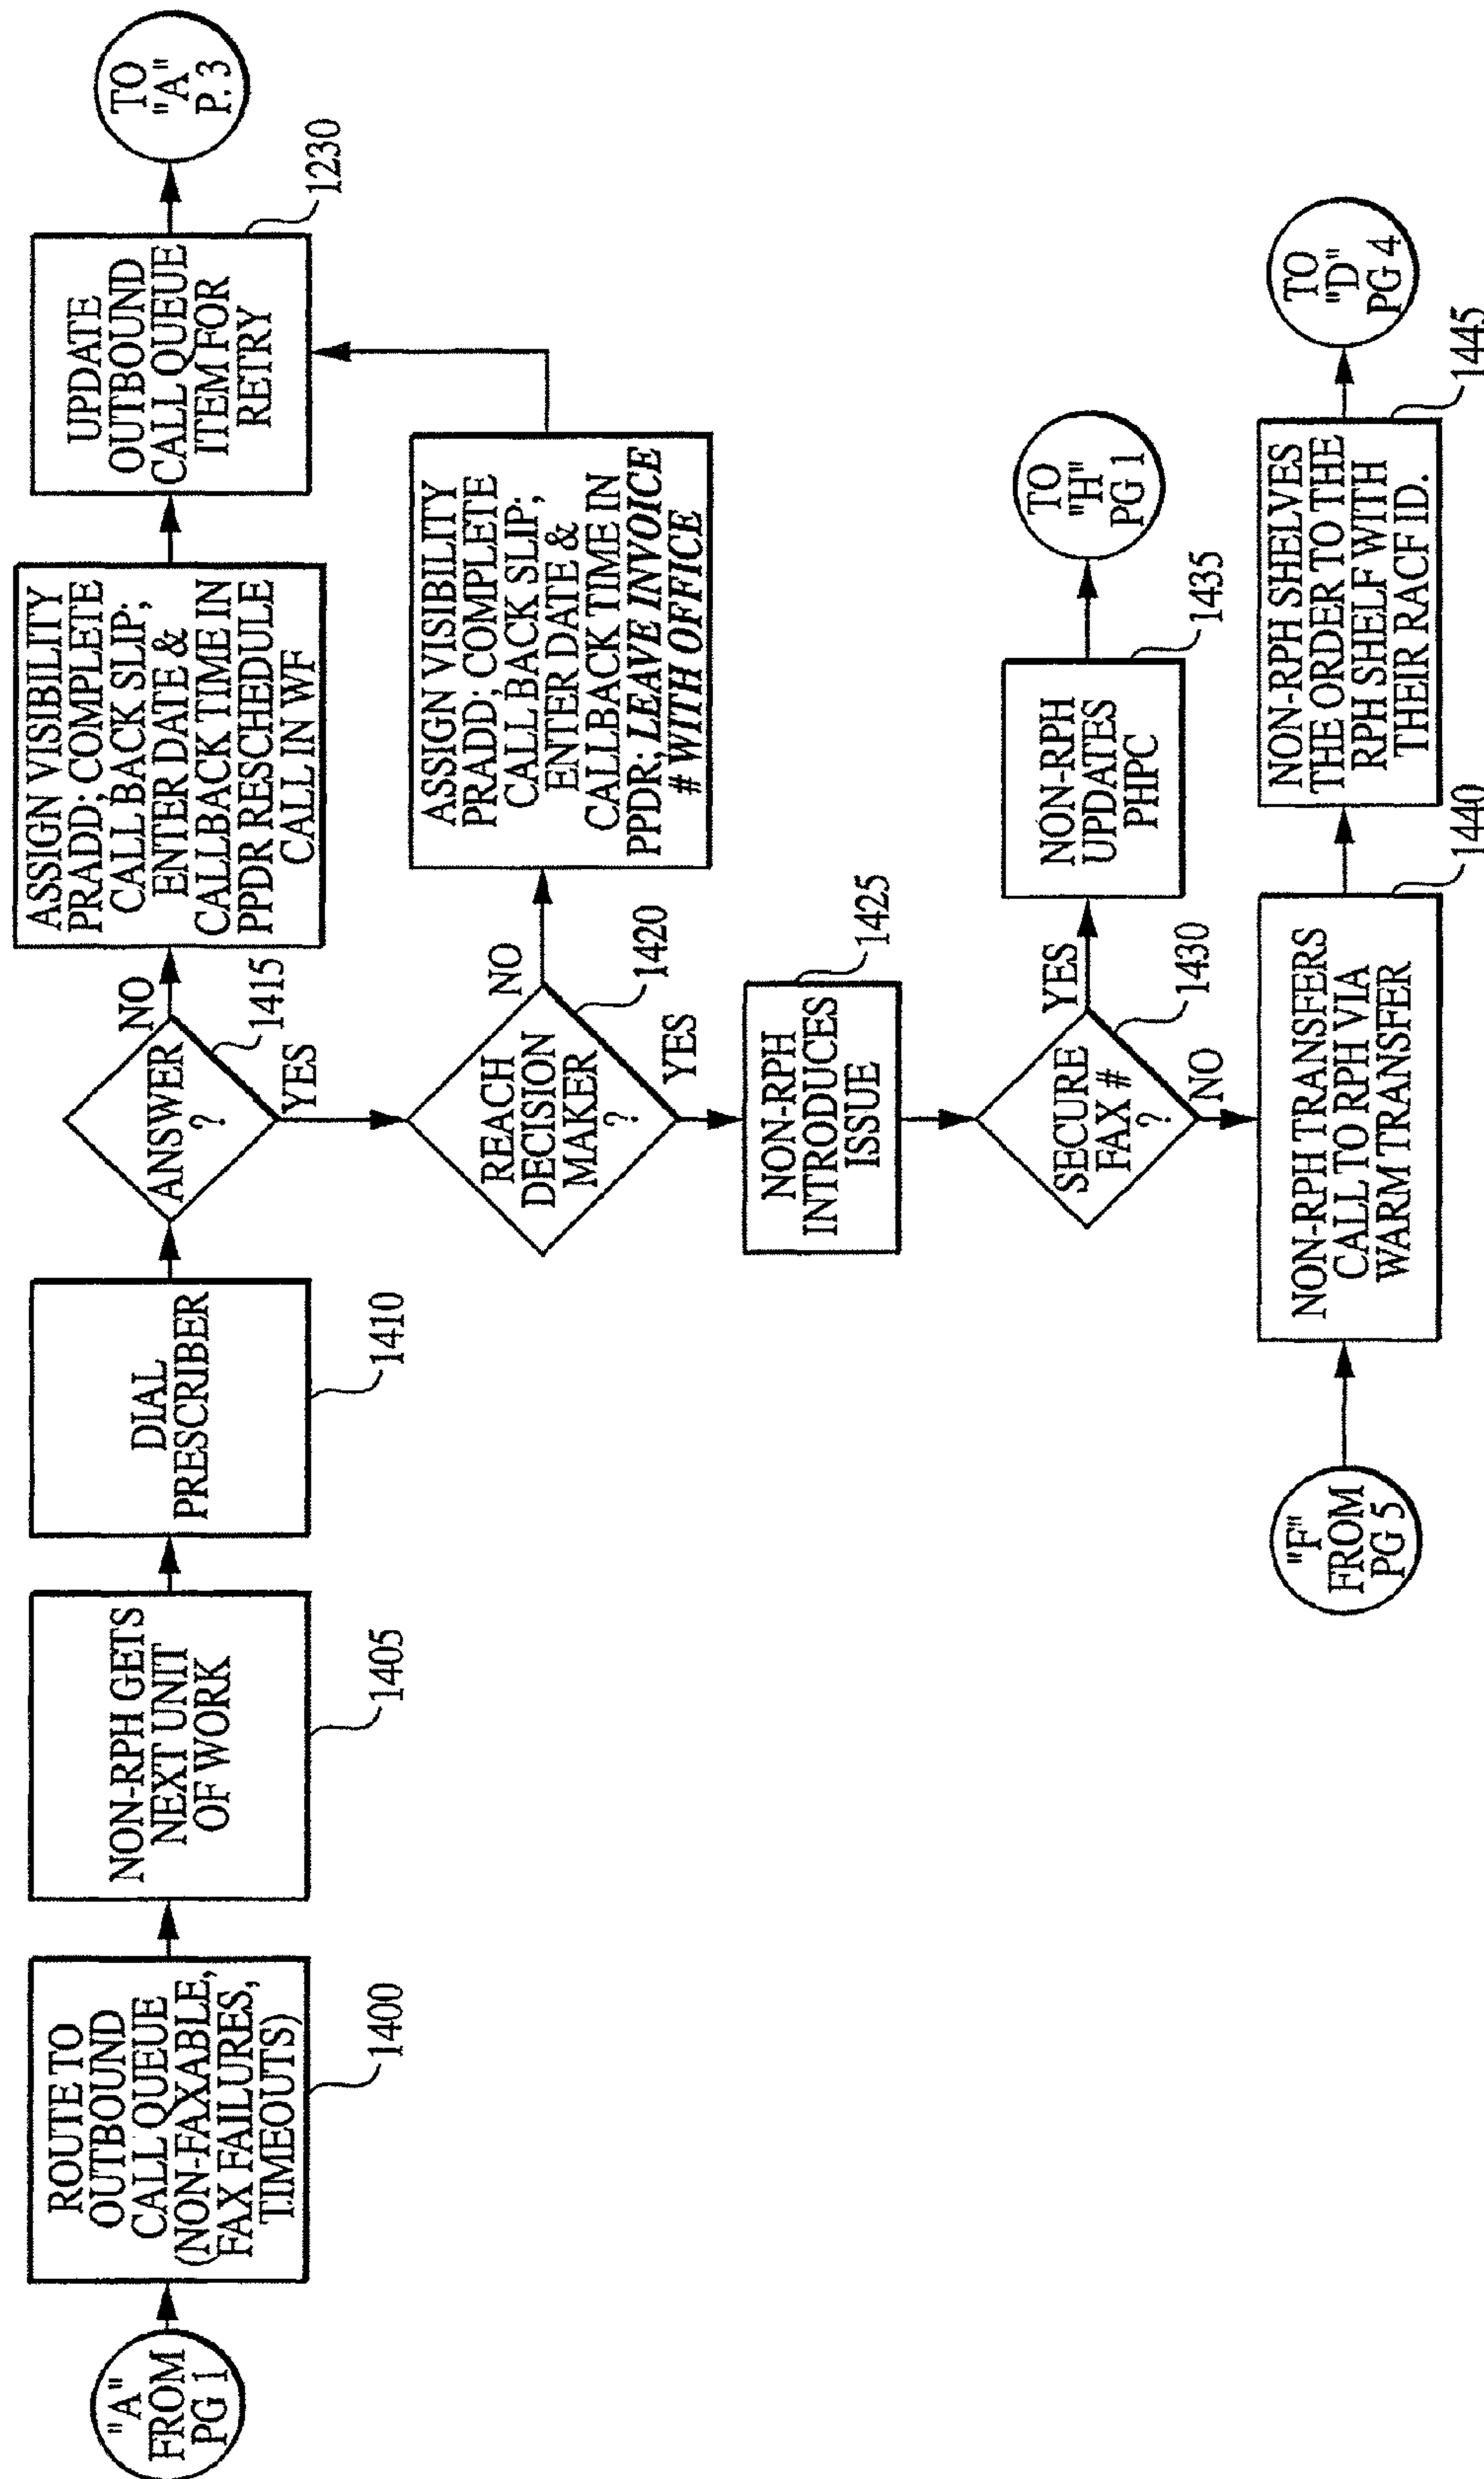 "A"
FROM
PG 1
ROUTE TO
OUTBOUND
CALL QUEUE
(NON-FAXABLE,
FAX FAILURES,
TIMEOUTS)
1400
NON-RPH GETS
NEXT UNIT
OF WORK
1405
DIAL
PRESCRIBER
1410
ANSWER
?
1415
NO
YES
ASSIGN VISIBILITY
PRADD; COMPLETE
CALL BACK SLIP;
ENTER DATE &
CALLBACK TIME IN
PPDR RESCHEDULE
CALL IN WF
UPDATE
OUTBOUND
CALL QUEUE
ITEM FOR
RETRY
1230
TO
"A"
P. 3
REACH
DECISION
MAKER
?
1420
NO
YES
ASSIGN VISIBILITY
PRADD; COMPLETE
CALL BACK SLIP;
ENTER DATE &
CALLBACK TIME IN
PPDR; LEAVE INVOICE
# WITH OFFICE
NON-RPH
INTRODUCES
ISSUE
1425
SECURE
FAX #
?
1430
YES
NO
NON-RPH
UPDATES
PHPC
1435
TO
"H"
PG 1
"F"
FROM
PG 5
NON-RPH TRANSFERS
CALL TO RPH VIA
WARM TRANSFER
1440
NON-RPH SHELVES
THE ORDER TO THE
RPH SHELF WITH
THEIR RACF ID.
1445
TO
"D"
PG 4